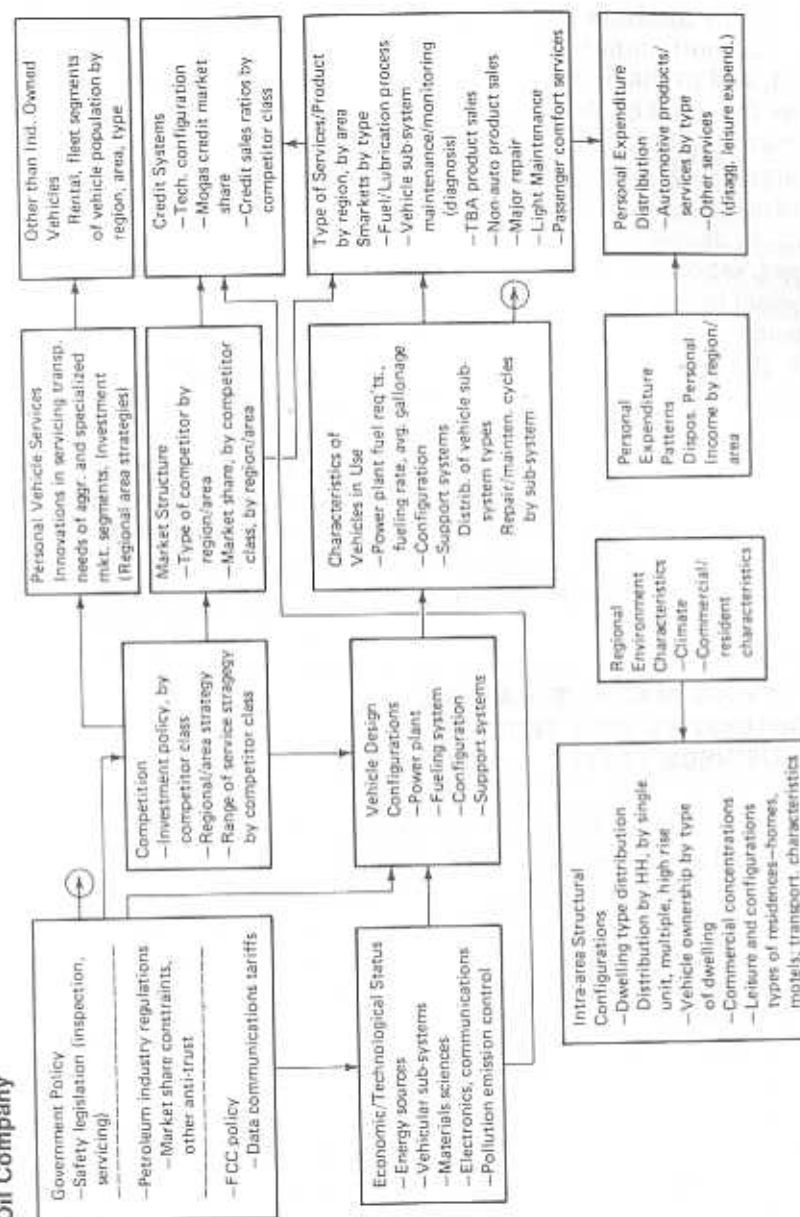 Oil Company
Government Policy
–Safety legislation (inspection,
servicing)
–Petroleum industry regulations
–Market share constraints,
other anti-trust
–FCC policy
–Data communications tariffs
Competition
–Investment policy, by
competitor class
–Regional/area strategy
–Range of service stragegy
by competitor class
Personal Vehicle Services
Innovations in servicing transp.
needs of aggr. and specialized
mkt. segments. Investment
(Regional area strategies)
Other than Ind. Owned
Vehicles
Rental, fleet segments
of vehicle population by
region, area, type
Market Structure
–Type of competitor by
region/area
–Market share, by competitor
class, by region/area
Credit Systems
–Tech. configuration
–Mogas credit market
share
–Credit sales ratios by
competitor class
Economic/Technological Status
–Energy sources
–Vehicular sub-systems
–Materials sciences
–Electronics, communications
–Pollution emission control
Vehicle Design
Configurations
–Power plant
–Fueling system
–Configuration
–Support systems
Characteristics of
Vehicles in Use
–Power plant fuel req'ts.,
fueling rate, avg. gallonage
–Configuration
–Support systems
Distrib. of vehicle sub-
system types
Repair/mainten. cycles
by sub-system
Type of Services/Product
by region, by area
Smarkets by type
–Fuel/Lubrication process
–Vehicle sub-system
maintenance/monitoring
(diagnosis)
–TBA product sales
–Non-auto product sales
–Major repair
–Light Maintenance
–Passenger comfort services
Intra-area Structural
Configurations
–Dwelling type distribution
Distribution by HH, by single
unit, multiple, high rise
–Vehicle ownership by type
of dwelling
–Commercial concentrations
–Leisure and configurations
types of residences–homes,
motels; transport. characteristics
Regional
Environment
Characteristics
–Climate
–Commercial/
resident
characteristics
Personal
Expenditure
Patterns
Dispos. Personal
Income by region/
area
Personal Expenditure
Distribution
–Automotive products/
services by type
–Other services
(disagg. leisure expend.)